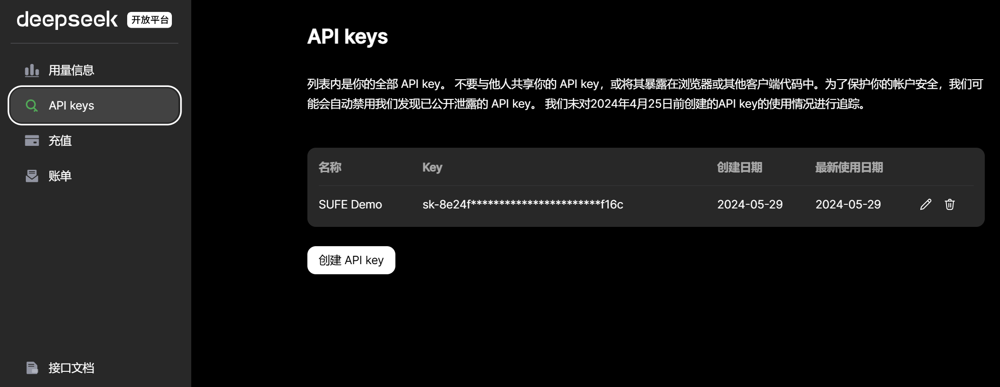 deepseek 开放平台
用量信息
API keys
充值
账单
接口文档
API keys
列表内是你的全部 API key。 不要与他人共享你的 API key，或将其暴露在浏览器或其他客户端代码中。为了保护你的帐户安全，我们可
能会自动禁用我们发现已公开泄露的 API key。 我们未对2024年4月25日前创建的API key的使用情况进行追踪。
名称 Key 创建日期 最新使用日期
SUFE Demo sk-8e24f***********************f16c 2024-05-29 2024-05-29
创建 API key